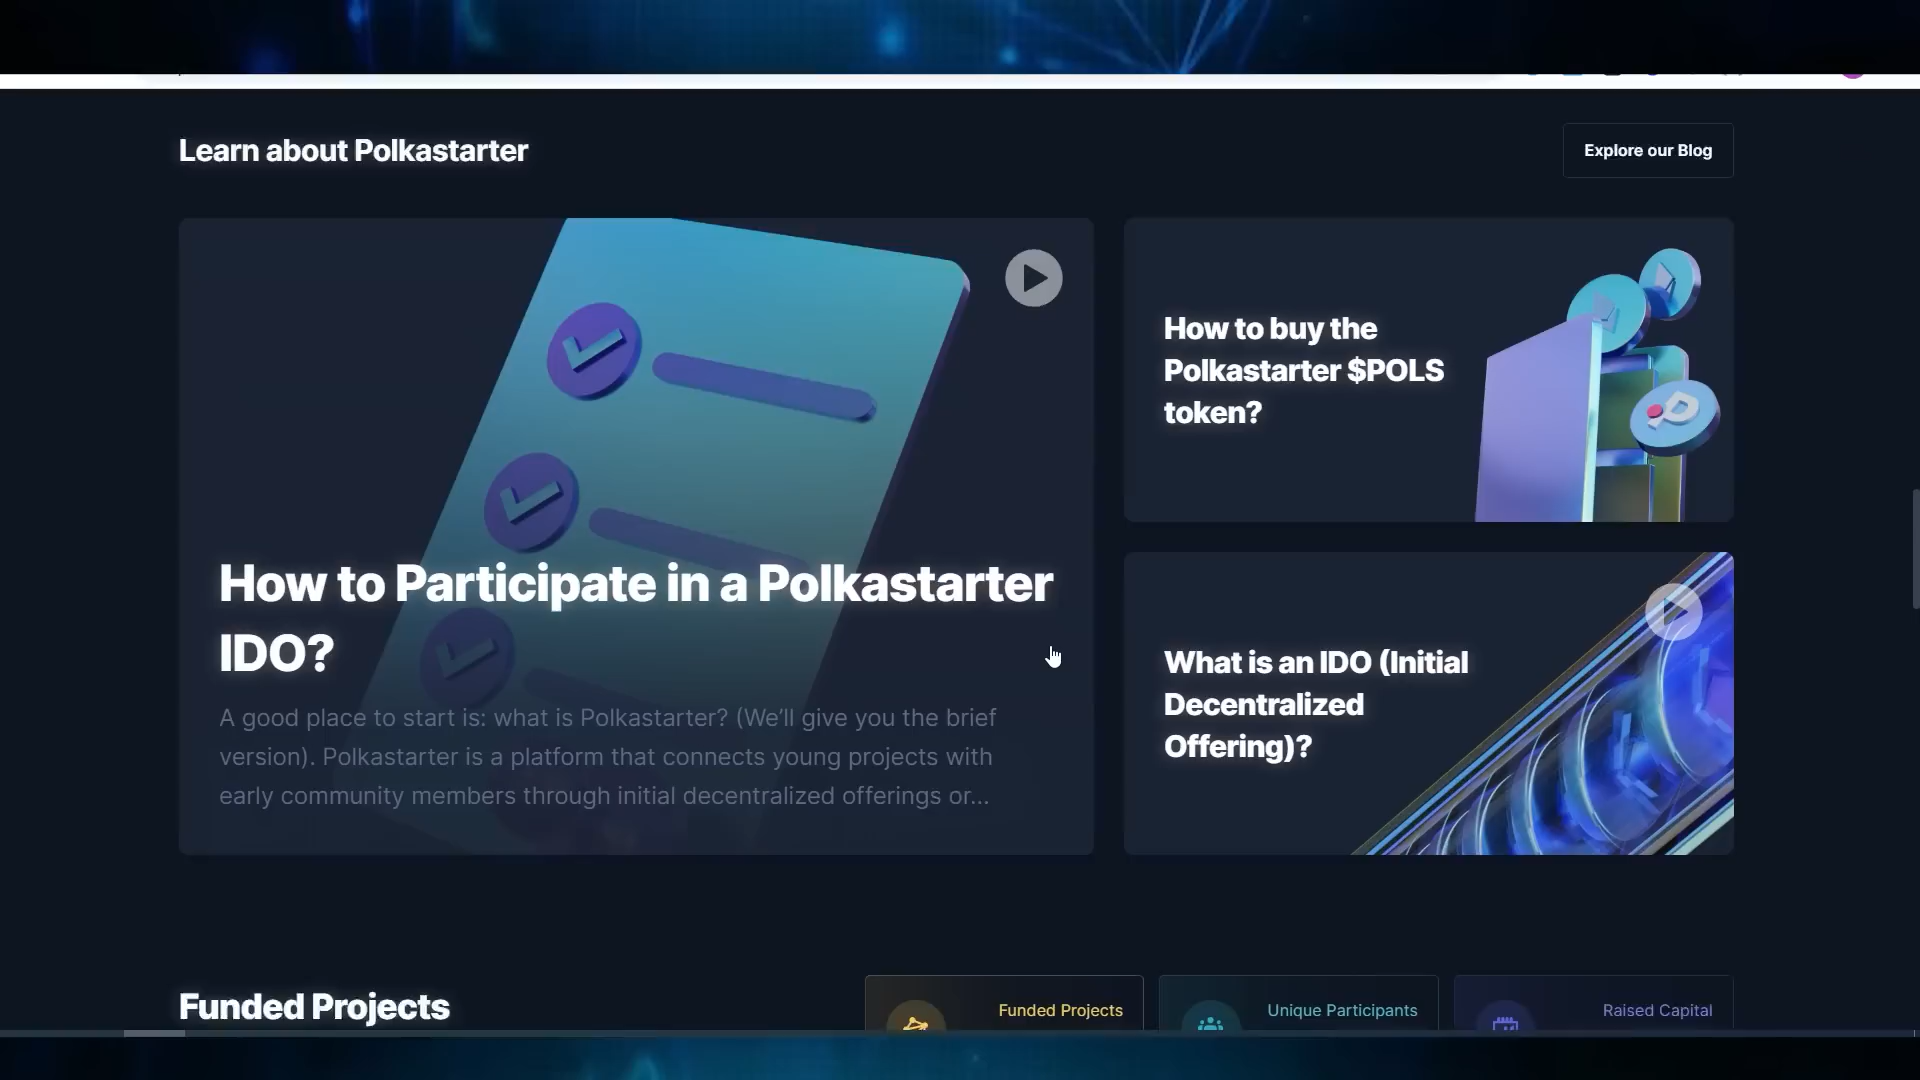 Learn about Polkastarter
Explore our Blog
How to Participate in a Polkastarter
IDO?
A good place to start is: what is Polkastarter? (We'll give you the brief
version). Polkastarter is a platform that connects young projects with
early community members through initial decentralized offerings or...
How to buy the
Polkastarter $POLS
token?
What is an IDO (Initial
Decentralized
Offering)?
Funded Projects
Funded Projects
Unique Participants
Raised Capital